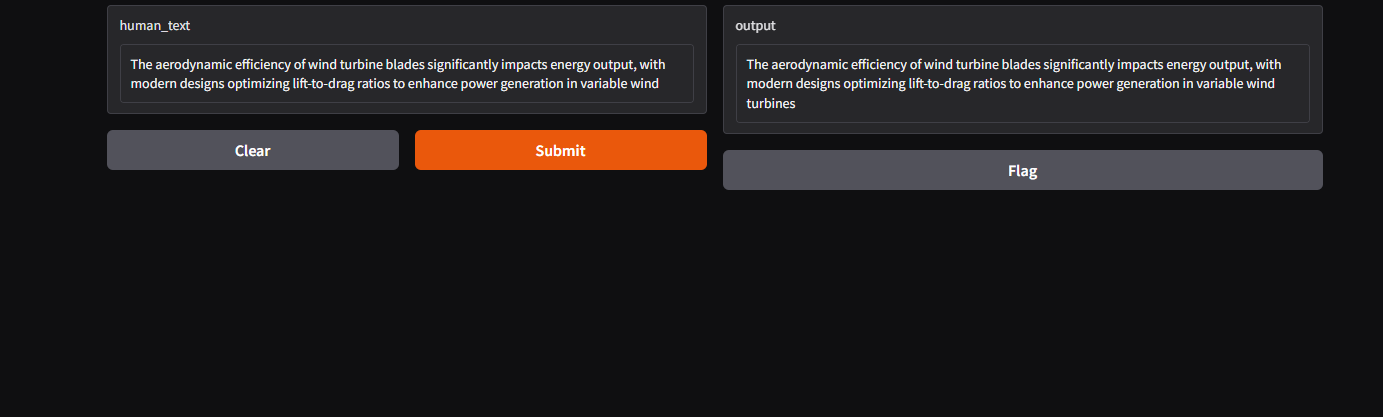 human_text
The aerodynamic efficiency of wind turbine blades significantly impacts energy output, with
modern designs optimizing lift-to-drag ratios to enhance power generation in variable wind
Clear
Submit
output
The aerodynamic efficiency of wind turbine blades significantly impacts energy output, with
modern designs optimizing lift-to-drag ratios to enhance power generation in variable wind
turbines
Flag